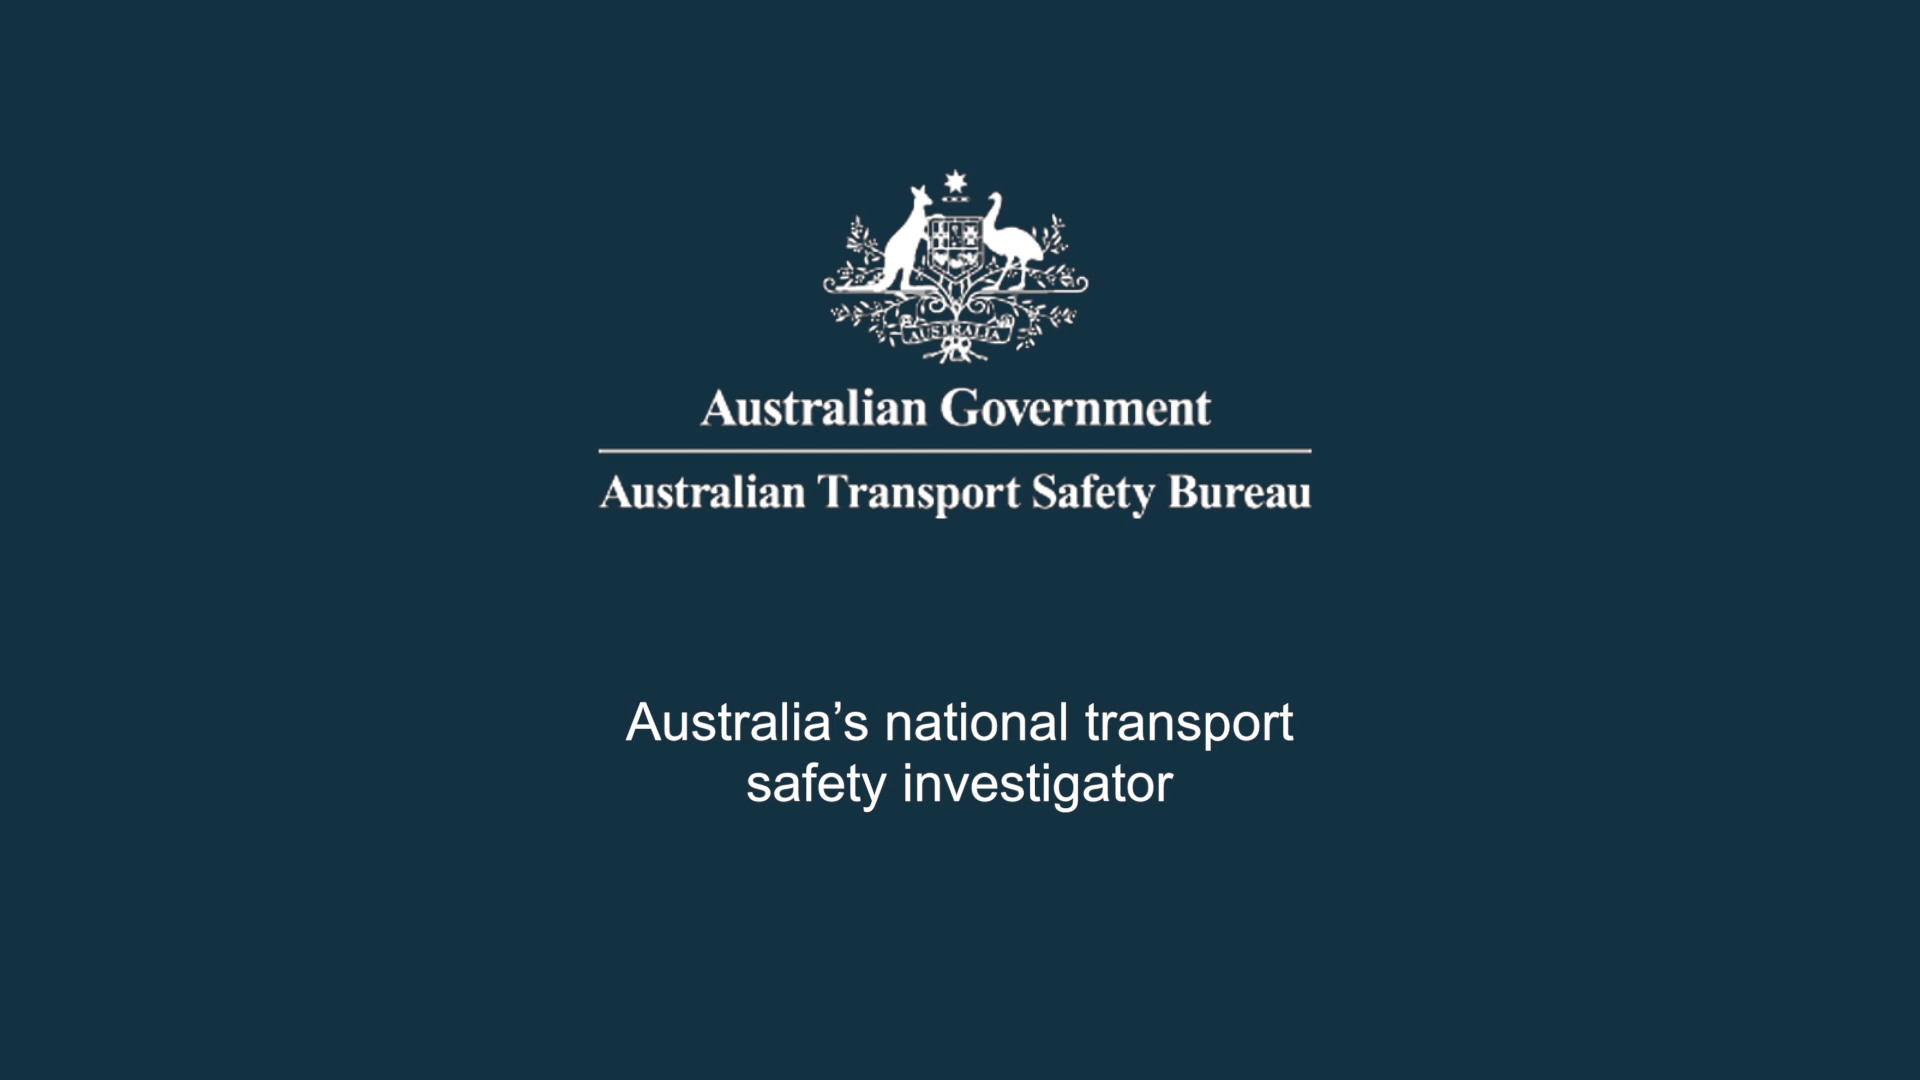 AUSTRALIA
Australian Government
Australian Transport Safety Bureau
Australia’s national transport
safety investigator